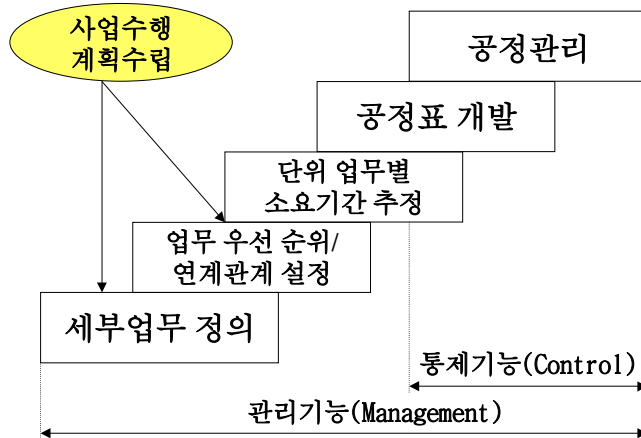 사업수행
계획수립
공정관리
공정표 개발
단위 업무별
소요기간 추정
업무 우선 순위/
연계관계 설정
세부업무 정의
통제기능(Control)
관리기능(Management)